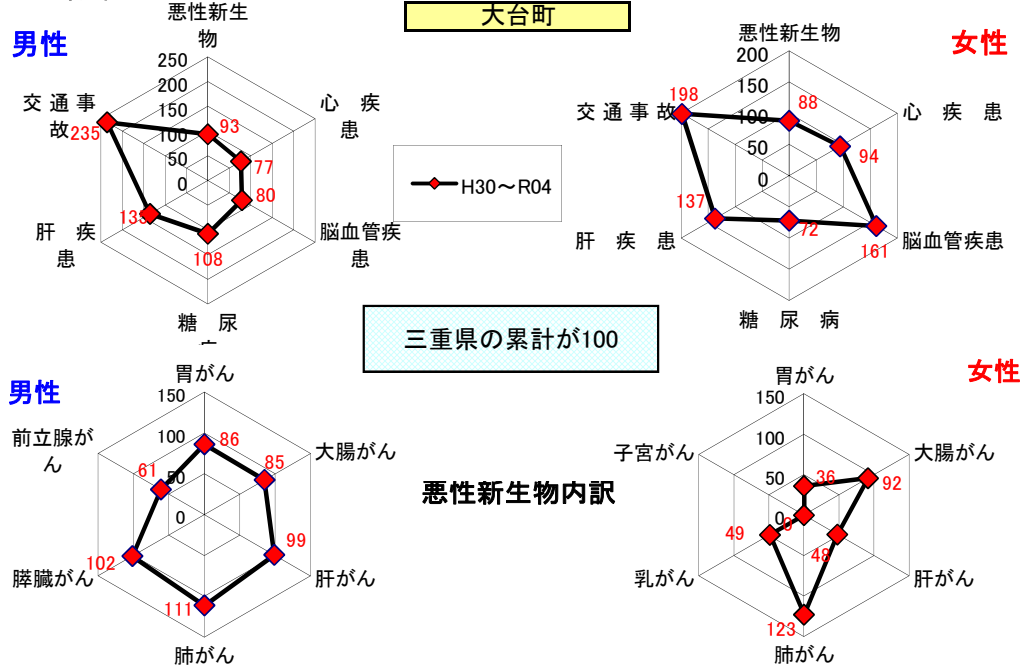 大台町
男性
悪性新生
物
250
200
150
100
50
0
交 通 事
故
235
93
心 疾
患
77
80
脳血管疾
患
108
糖 尿
肝 疾
患
H30～R04
女性
悪性新生物
200
150
100
50
0
交 通 事 故
198
88
心 疾 患
94
脳血管疾患
161
72
糖 尿 病
肝 疾 患
137
三重県の累計が100
男性
胃がん
150
100
50
0
前立腺が
ん
61
86
大腸がん
85
99
肝がん
111
肺がん
膵臓がん
102
悪性新生物内訳
女性
胃がん
150
100
50
0
子宮がん
36
大腸がん
92
48
肝がん
123
肺がん
乳がん
49
0